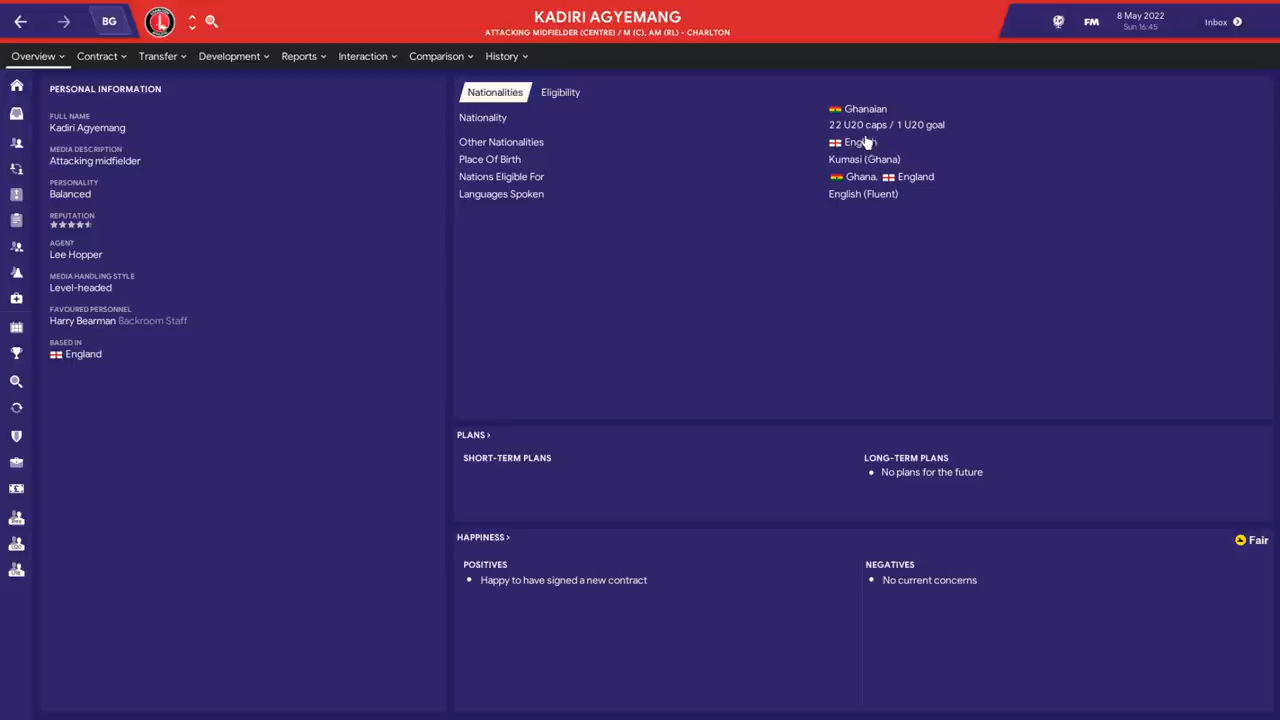 BG
KADIRI AGYEMANG
ATTACKING MIDFIELDER (CENTRE) / M (C), AM (RL) - CHARLTON
FM
8 May 2022
Sun 16:45
Inbox
Overview Contract Transfer Development Reports Interaction Comparison History
PERSONAL INFORMATION
FULL NAME
Kadiri Agyemang
MEDIA DESCRIPTION
Attacking midfielder
PERSONALITY
Balanced
REPUTATION
AGENT
Lee Hopper
MEDIA HANDLING STYLE
Level-headed
FAVOURED PERSONNEL
Harry Bearman Backroom Staff
BASED IN
England
Nationalities Eligibility
Nationality Ghanaian
22 U20 caps / 1 U20 goal
Other Nationalities English
Place Of Birth Kumasi (Ghana)
Nations Eligible For Ghana, England
Languages Spoken English (Fluent)
PLANS >
SHORT-TERM PLANS
LONG-TERM PLANS
• No plans for the future
HAPPINESS >
Fair
POSITIVES
• Happy to have signed a new contract
NEGATIVES
• No current concerns